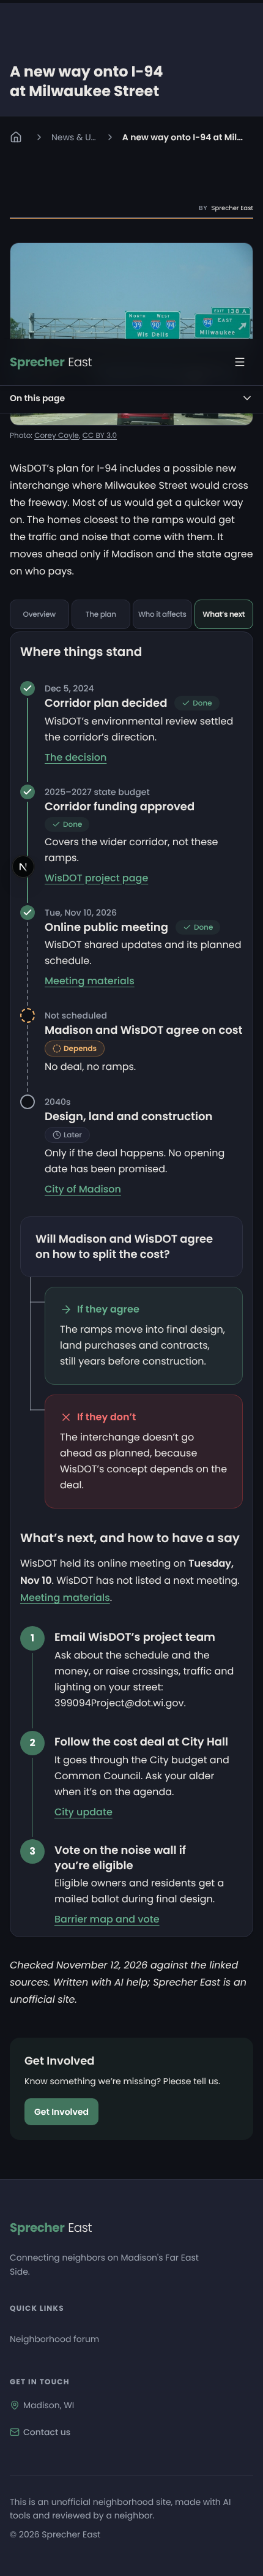 A new way onto I-94
at Milwaukee Street
News & U... 
A new way onto I-94 at Mil...
BY Sprecher East
NORTH WEST
39 90 94
Wis Dells
EXIT 138 A
94 EAST
Milwaukee
Sprecher East
On this page
Photo: Corey Coyle, CC BY 3.0
WisDOT’s plan for I-94 includes a possible new
interchange where Milwaukee Street would cross
the freeway. Most of us would get a quicker way
on. The homes closest to the ramps would get
the traffic and noise that come with them. It
moves ahead only if Madison and the state agree
on who pays.
Overview
The plan
Who it affects
What’s next
Where things stand
Dec 5, 2024
Corridor plan decided
Done
WisDOT’s environmental review settled
the corridor’s direction.
The decision
2025–2027 state budget
Corridor funding approved
Done
Covers the wider corridor, not these
ramps.
N
WisDOT project page
Tue, Nov 10, 2026
Online public meeting
Done
WisDOT shared updates and its planned
schedule.
Meeting materials
Not scheduled
Madison and WisDOT agree on cost
Depends
No deal, no ramps.
2040s
Design, land and construction
Later
Only if the deal happens. No opening
date has been promised.
City of Madison
Will Madison and WisDOT agree
on how to split the cost?
If they agree
The ramps move into final design,
land purchases and contracts,
still years before construction.
If they don’t
The interchange doesn’t go
ahead as planned, because
WisDOT’s concept depends on the
deal.
What’s next, and how to have a say
WisDOT held its online meeting on Tuesday,
Nov 10. WisDOT has not listed a next meeting.
Meeting materials.
1
Email WisDOT’s project team
Ask about the schedule and the
money, or raise crossings, traffic and
lighting on your street:
399094Project@dot.wi.gov.
2
Follow the cost deal at City Hall
It goes through the City budget and
Common Council. Ask your alder
when it’s on the agenda.
City update
3
Vote on the noise wall if
you’re eligible
Eligible owners and residents get a
mailed ballot during final design.
Barrier map and vote
Checked November 12, 2026 against the linked
sources. Written with AI help; Sprecher East is an
unofficial site.
Get Involved
Know something we’re missing? Please tell us.
Get Involved
Sprecher East
Connecting neighbors on Madison's Far East
Side.
QUICK LINKS
Neighborhood forum
GET IN TOUCH
Madison, WI
Contact us
This is an unofficial neighborhood site, made with AI
tools and reviewed by a neighbor.
© 2026 Sprecher East